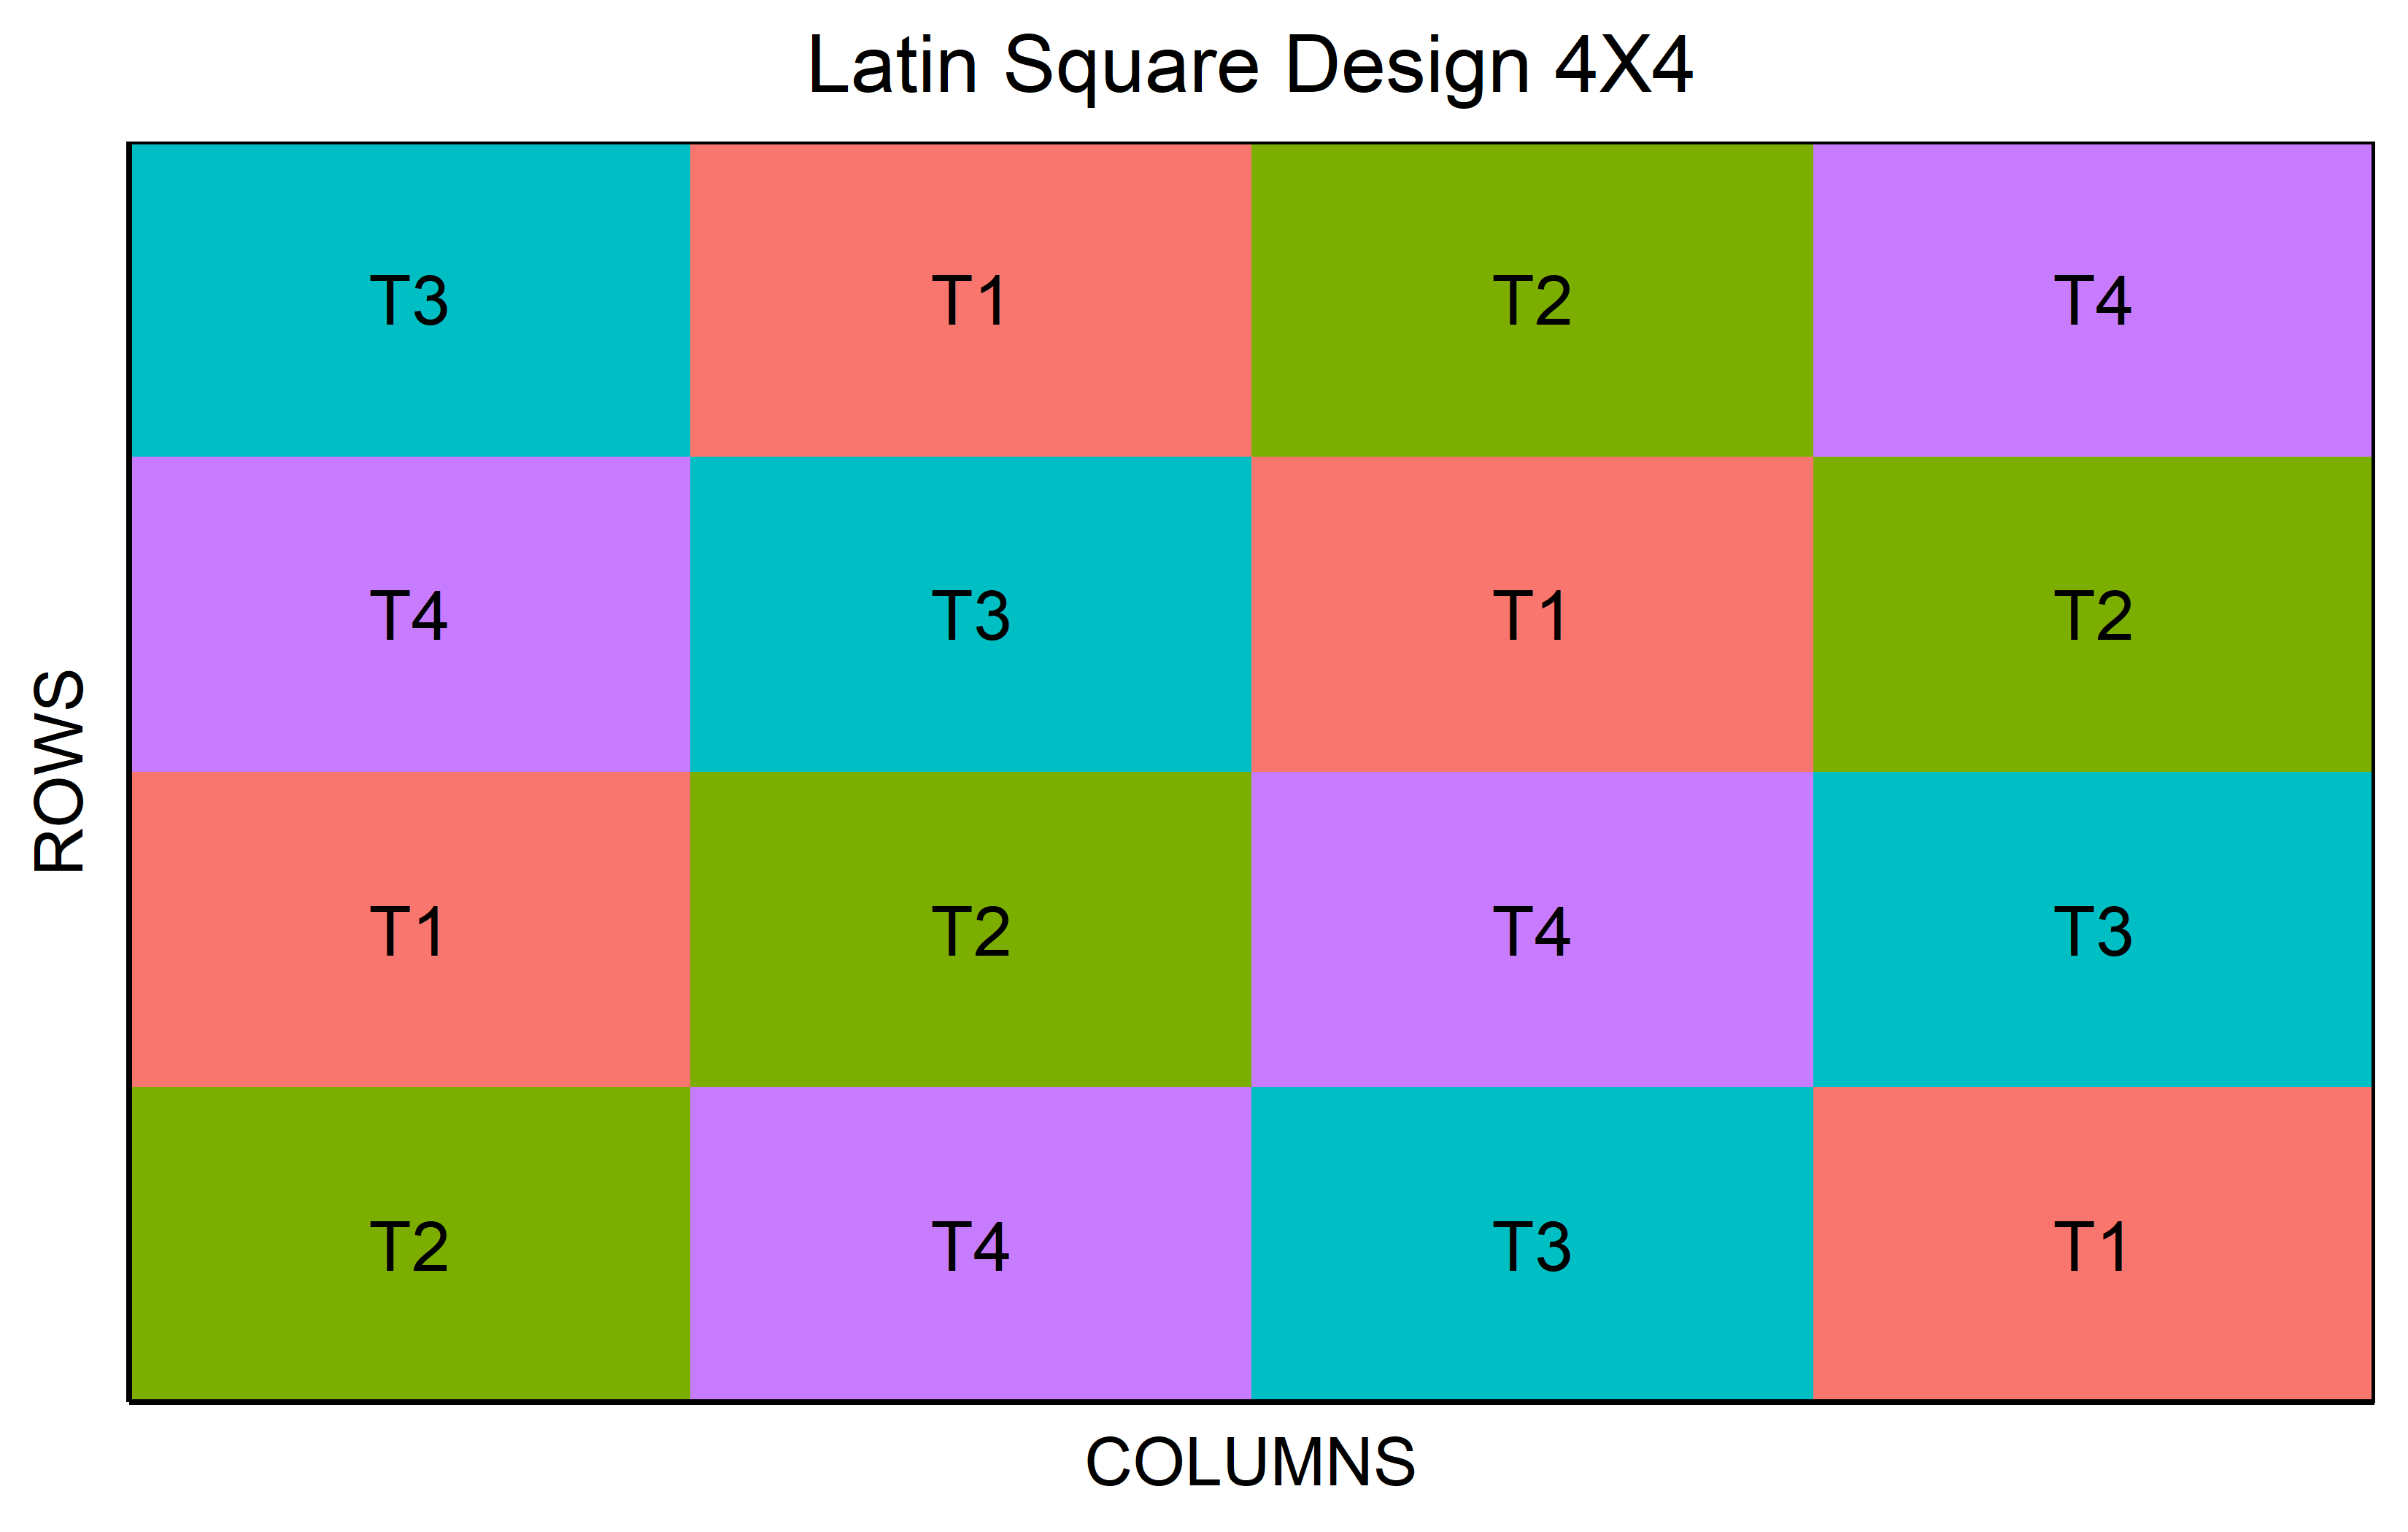 Latin Square Design 4X4
T3 T1 T2 T4
T4 T3 T1 T2
ROWS
T1 T2 T4 T3
T2 T4 T3 T1
COLUMNS